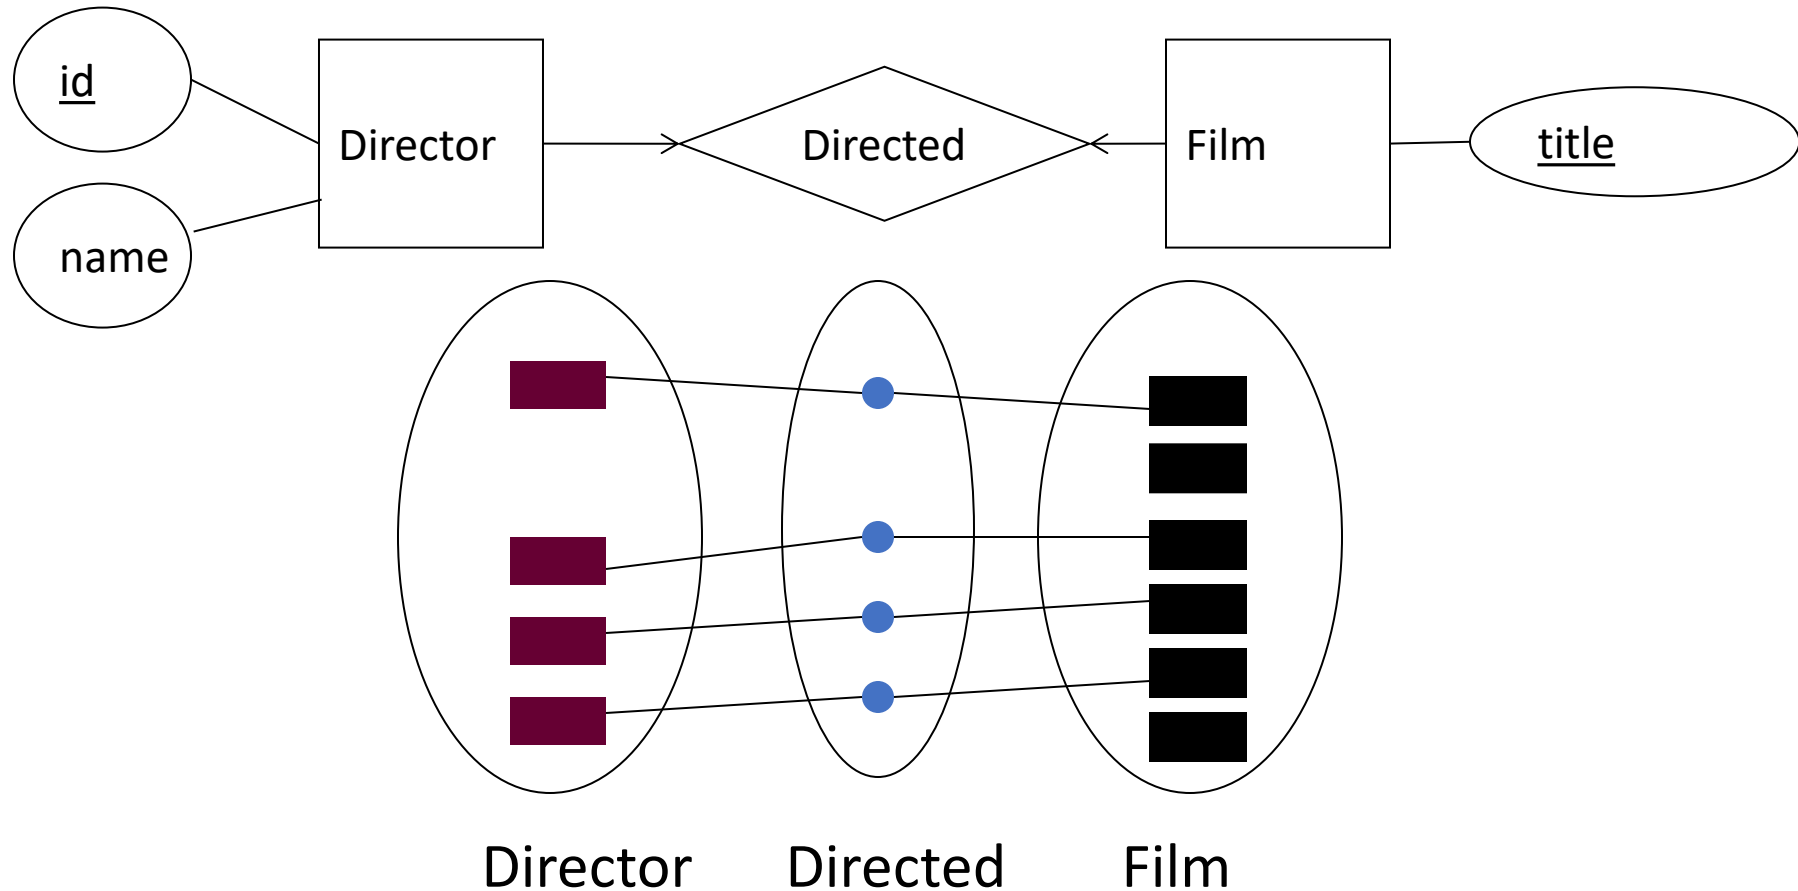 id
Director
Directed
Film
title
name
Director
Directed
Film